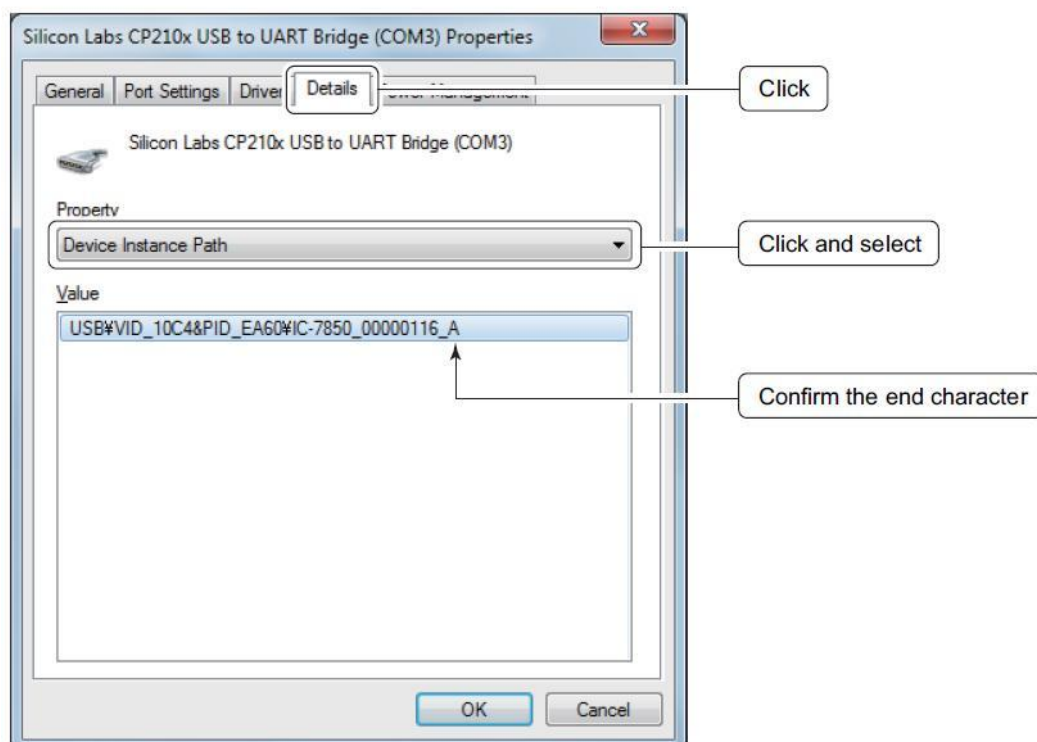 Silicon Labs CP210x USB to UART Bridge (COM3) Properties
General Port Settings Driver Details Power Management
Click
Silicon Labs CP210x USB to UART Bridge (COM3)
Property
Device Instance Path
Click and select
Value
USB¥VID_10C4&PID_EA60¥IC-7850_00000116_A
Confirm the end character
OK Cancel